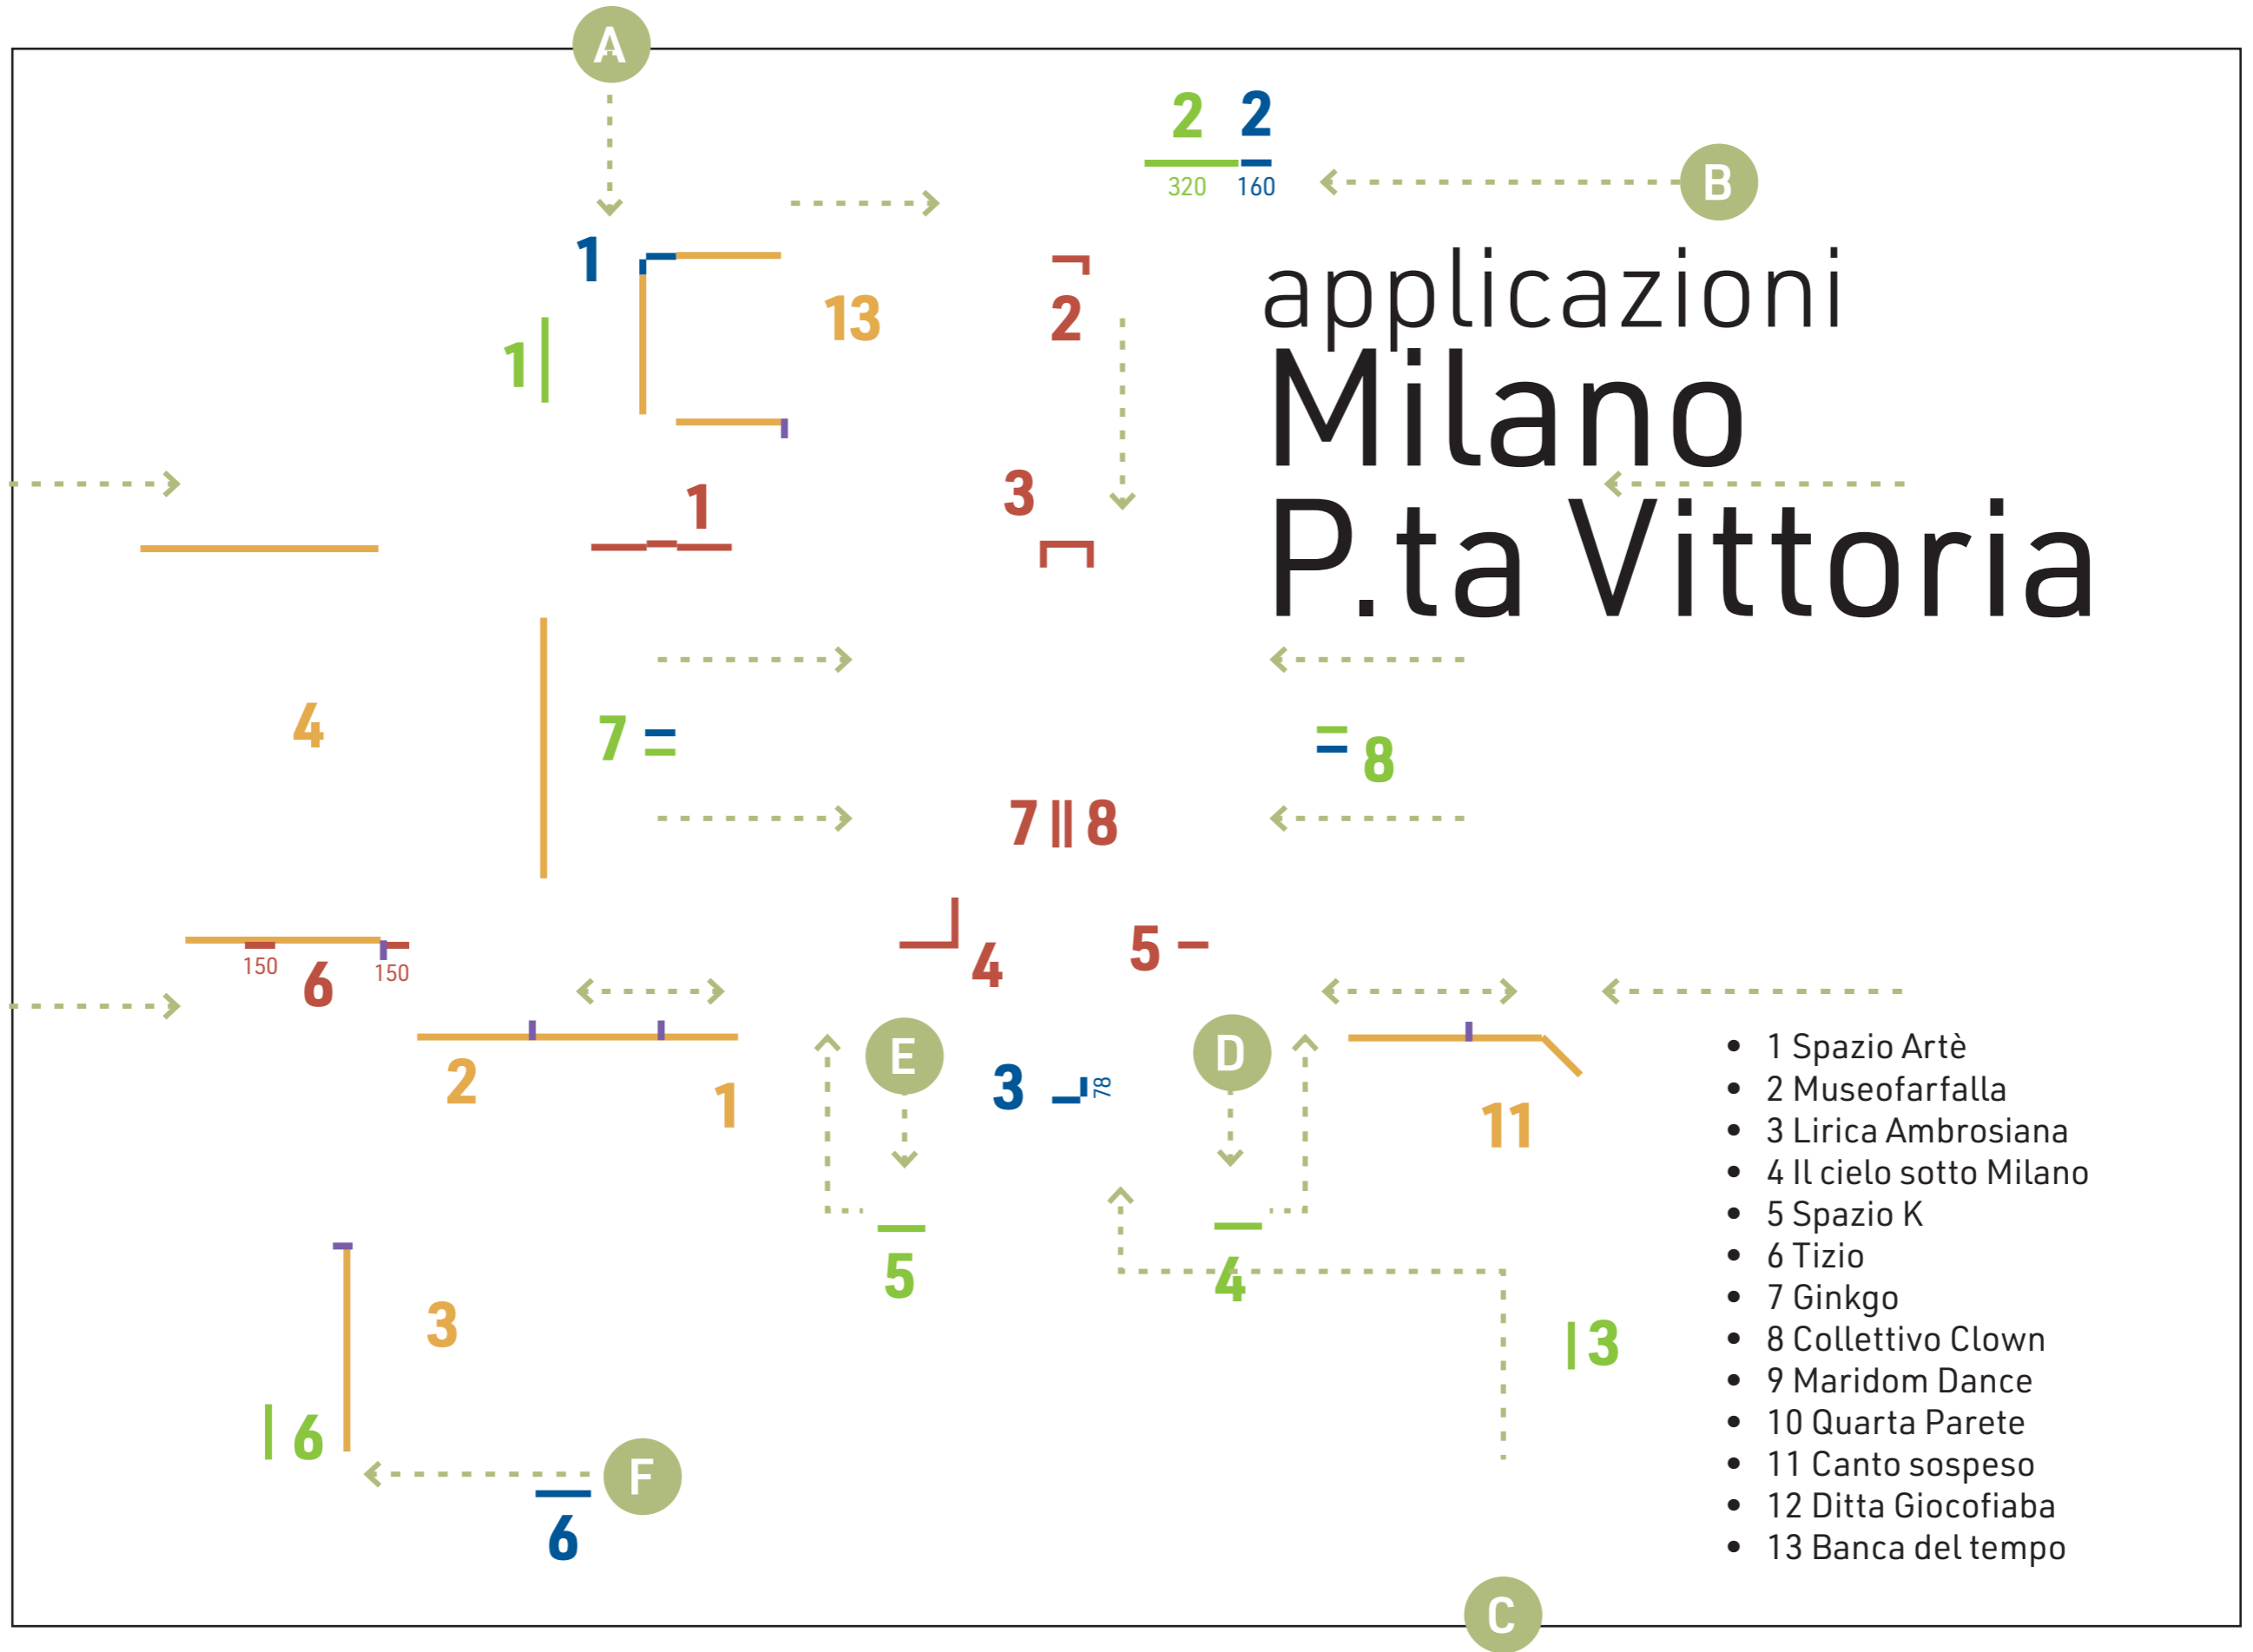 A
2 2
320 160
B
1
13
2
1
applicazioni
Milano
P.ta Vittoria
1
3
4
7
8
7 8
6
150
150
4
5
2
1
E
3
78
D
11
5
4
3
3
6
F
6
C
• 1 Spazio Artè
• 2 Museofarfalla
• 3 Lirica Ambrosiana
• 4 Il cielo sotto Milano
• 5 Spazio K
• 6 Tizio
• 7 Ginkgo
• 8 Collettivo Clown
• 9 Maridom Dance
• 10 Quarta Parete
• 11 Canto sospeso
• 12 Ditta Giocofiaba
• 13 Banca del tempo